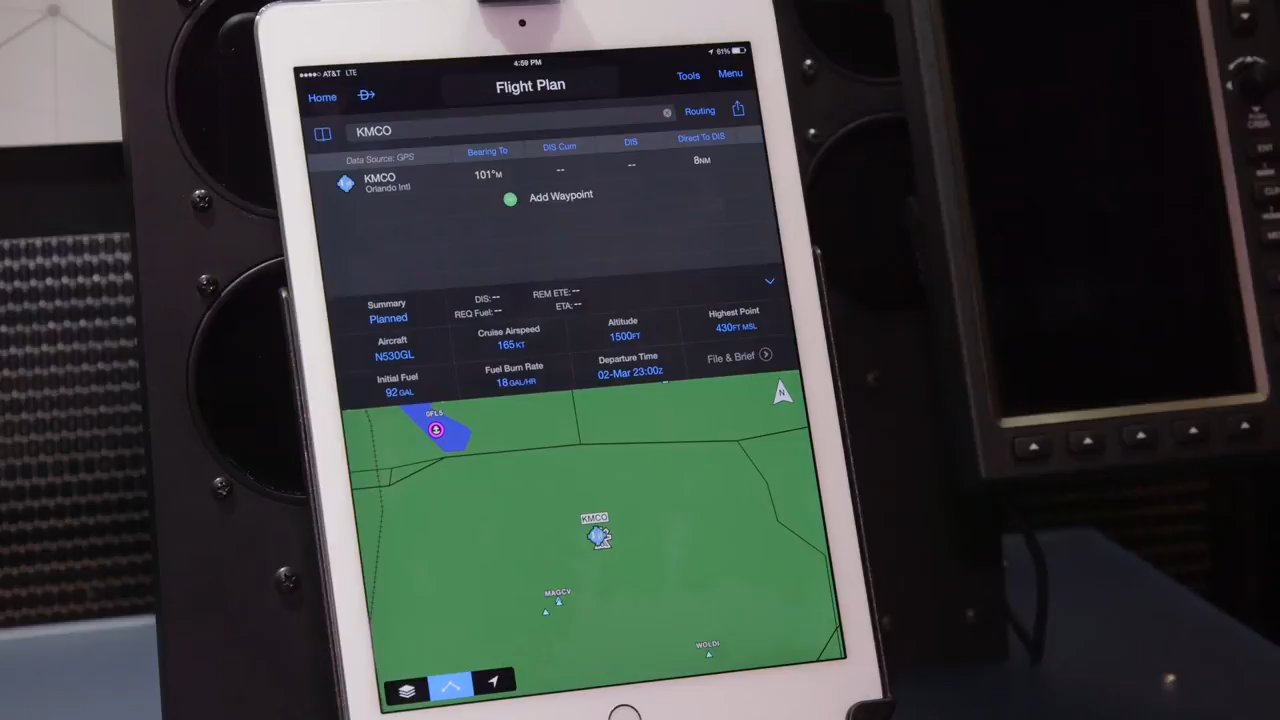 AT&T LTE 4:59 PM 61%
Home Flight Plan Tools Menu
KMCO Routing
Data Source: GPS Bearing To DIS Cum DIS Direct To DIS
KMCO 101°M -- -- 8NM
Orlando Intl
Add Waypoint
Summary DIS:-- REM ETE:--
Planned REQ Fuel:-- ETA:--
Aircraft Cruise Airspeed Altitude Highest Point
N530GL 165KT 1500FT 430FT MSL
Initial Fuel Fuel Burn Rate Departure Time File & Brief
92GAL 18GAL/HR 02-Mar 23:00z
N
0FL5
KMCO
MAGCV
WOLDI
ENT